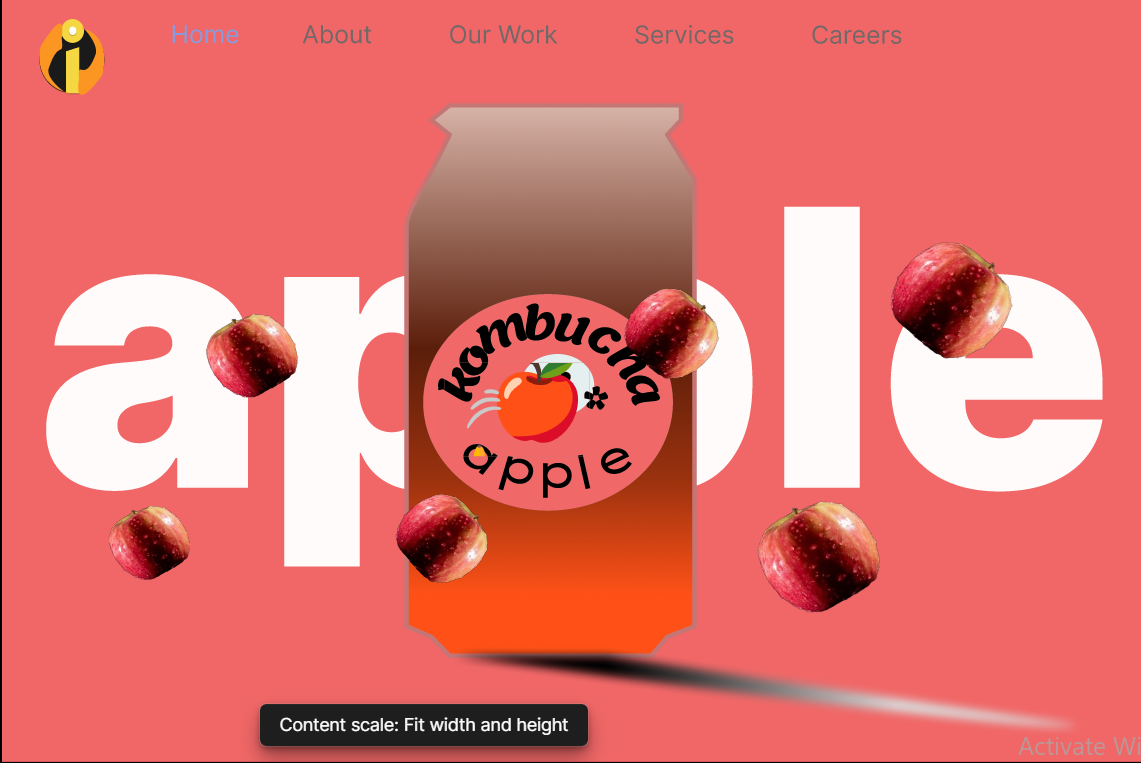 i
Home About Our Work Services Careers
apple
kombucha
apple
Content scale: Fit width and height
Activate Wi